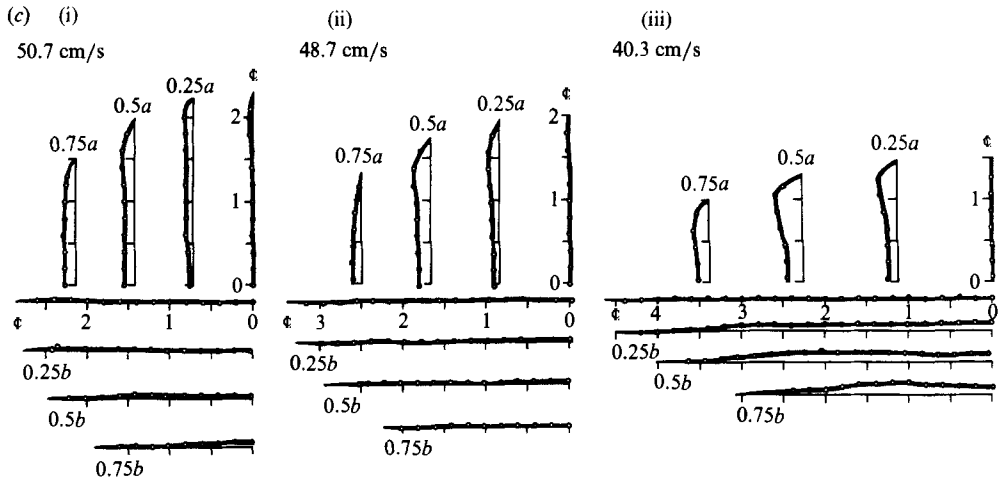 (c) (i) (ii) (iii)
50.7 cm/s 48.7 cm/s 40.3 cm/s
0.75a 0.5a 0.25a ¢ 2 1 0
0.75a 0.5a 0.25a ¢ 2 1 0
0.75a 0.5a 0.25a ¢ 1 0
¢ 2 1 0
¢ 3 2 1 0
¢ 4 3 2 1 0
0.25b 0.25b 0.25b
0.5b 0.5b 0.5b
0.75b 0.75b 0.75b